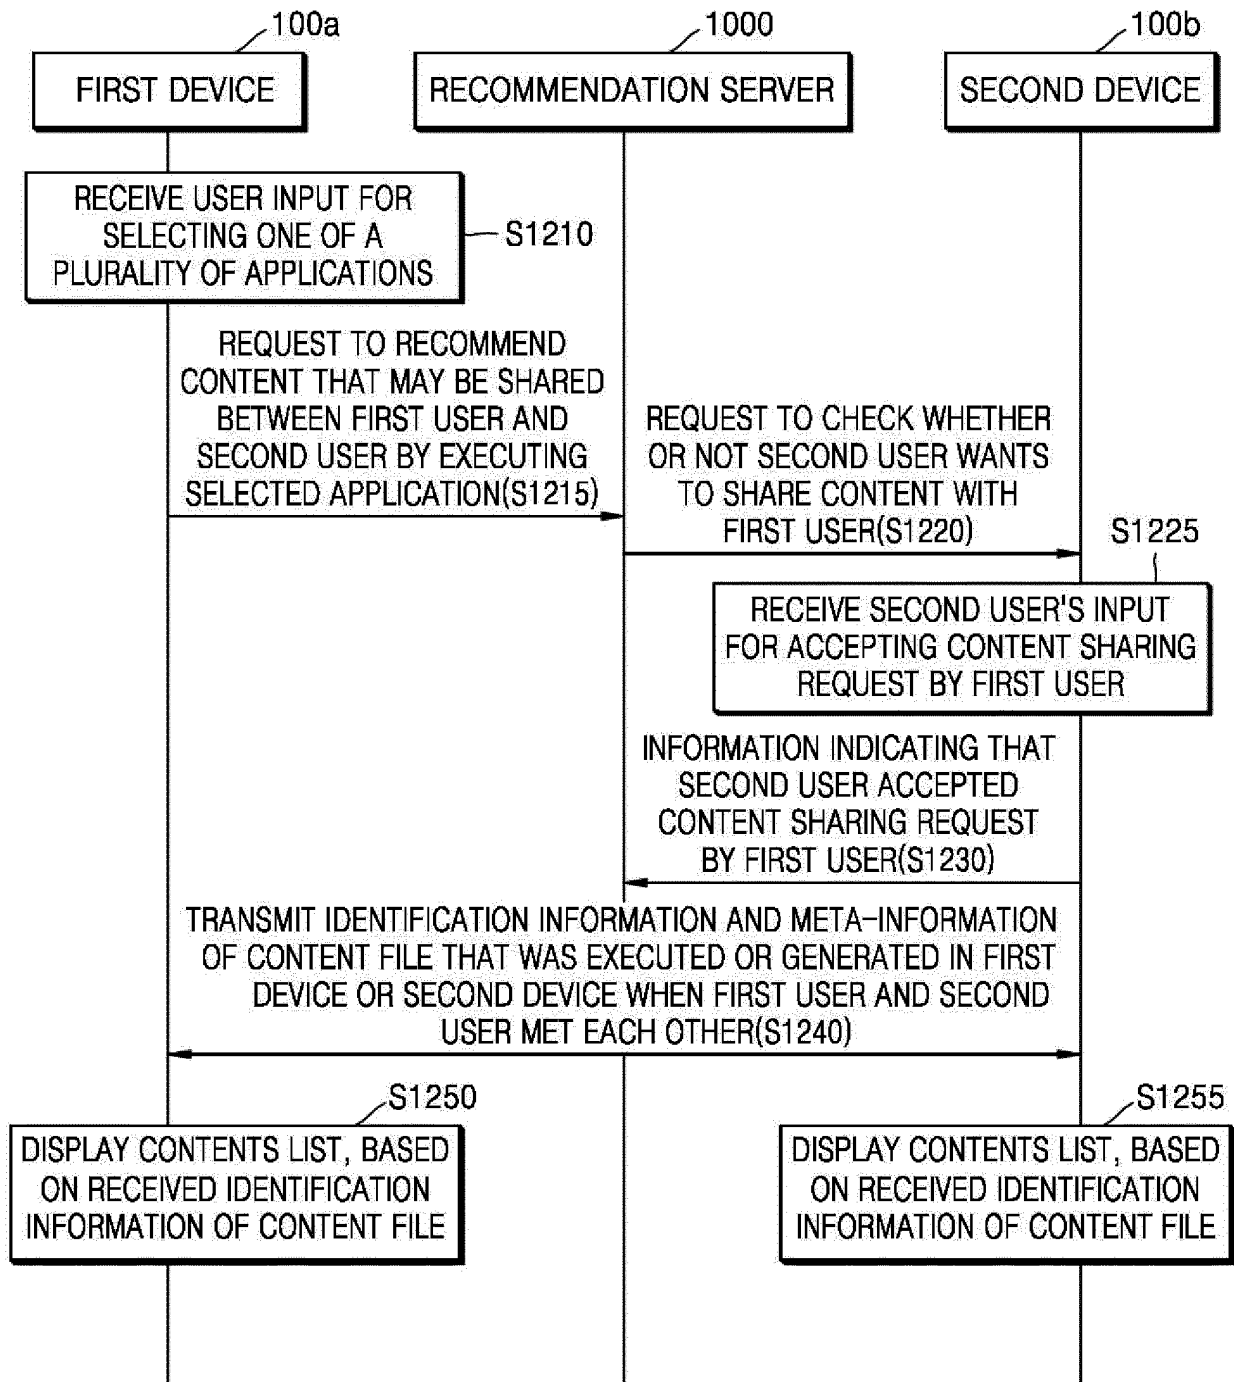 100a
1000
100b
FIRST DEVICE
RECOMMENDATION SERVER
SECOND DEVICE
RECEIVE USER INPUT FOR
SELECTING ONE OF A
PLURALITY OF APPLICATIONS
S1210
REQUEST TO RECOMMEND
CONTENT THAT MAY BE SHARED
BETWEEN FIRST USER AND
SECOND USER BY EXECUTING
SELECTED APPLICATION(S1215)
REQUEST TO CHECK WHETHER
OR NOT SECOND USER WANTS
TO SHARE CONTENT WITH
FIRST USER(S1220)
S1225
RECEIVE SECOND USER'S INPUT
FOR ACCEPTING CONTENT SHARING
REQUEST BY FIRST USER
INFORMATION INDICATING THAT
SECOND USER ACCEPTED
CONTENT SHARING REQUEST
BY FIRST USER(S1230)
TRANSMIT IDENTIFICATION INFORMATION AND META-INFORMATION
OF CONTENT FILE THAT WAS EXECUTED OR GENERATED IN FIRST
DEVICE OR SECOND DEVICE WHEN FIRST USER AND SECOND
USER MET EACH OTHER(S1240)
S1250
DISPLAY CONTENTS LIST, BASED
ON RECEIVED IDENTIFICATION
INFORMATION OF CONTENT FILE
S1255
DISPLAY CONTENTS LIST, BASED
ON RECEIVED IDENTIFICATION
INFORMATION OF CONTENT FILE